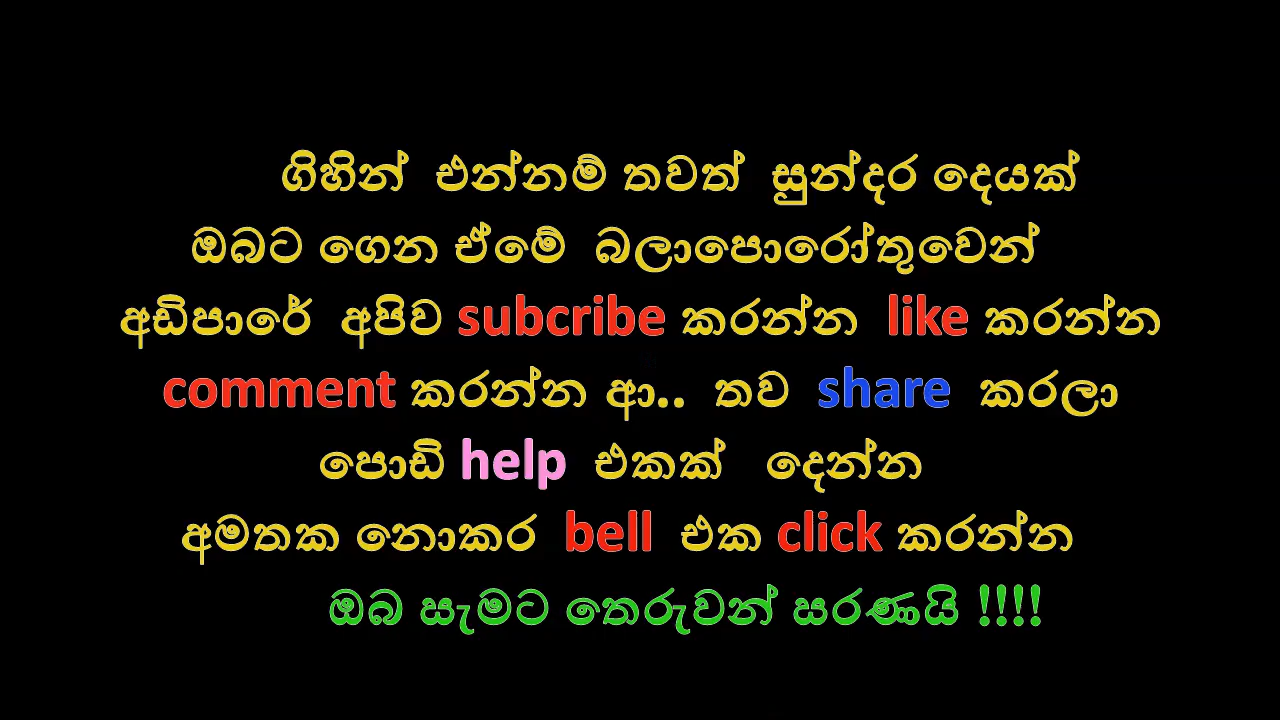 ගිහින් එන්නම් තවත් සුන්දර දෙයක්
ඔබට ගෙන ඒමේ බලාපොරෝතුවෙන්
අඩිපාරේ අපිව subcribe කරන්න like කරන්න
comment කරන්න ආ.. තව share කරලා
පොඩි help එකක් දෙන්න
අමතක නොකර bell එක click කරන්න
ඔබ සැමට තෙරුවන් සරණයි !!!!